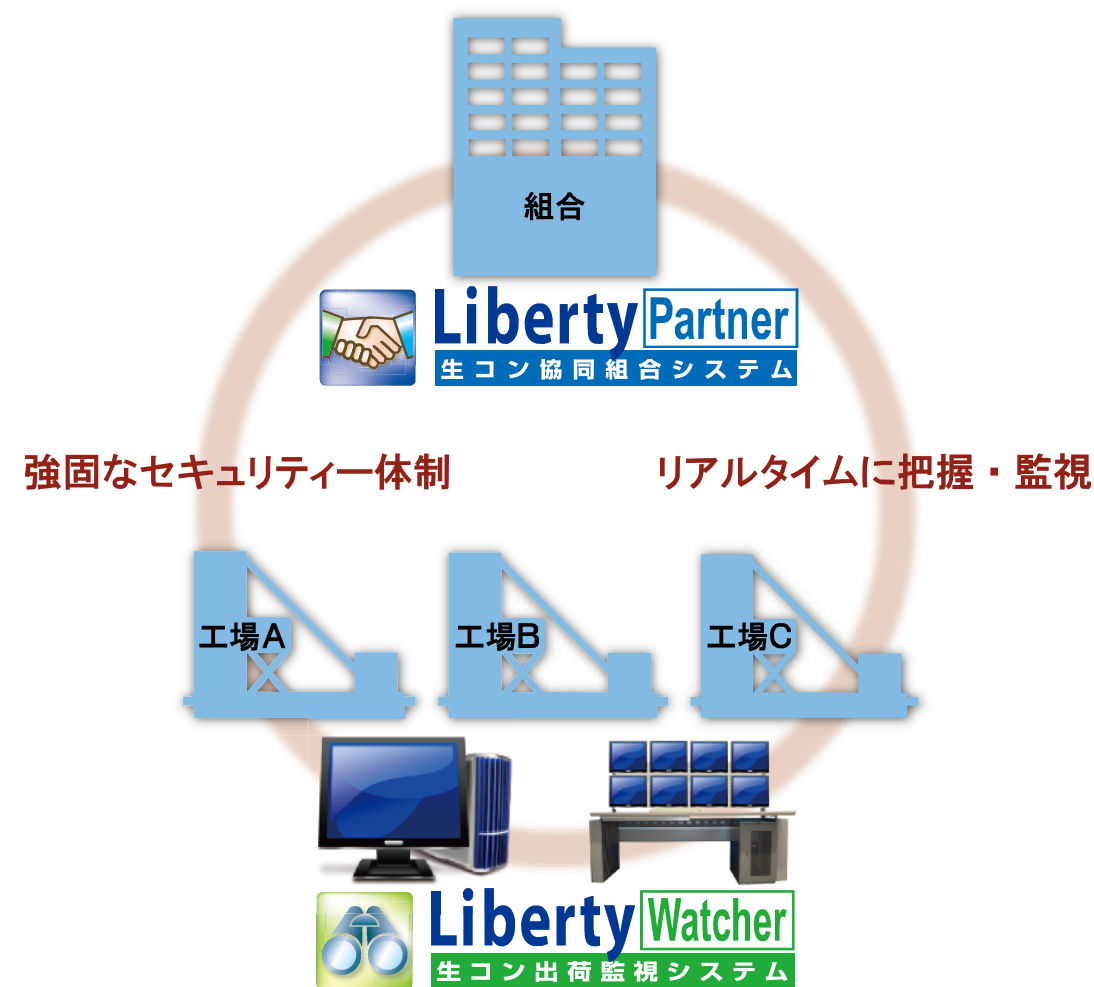 組合
Liberty Partner
生コン協同組合システム
強固なセキュリティー体制
リアルタイムに把握・監視
工場A
工場B
工場C
Liberty Watcher
生コン出荷監視システム